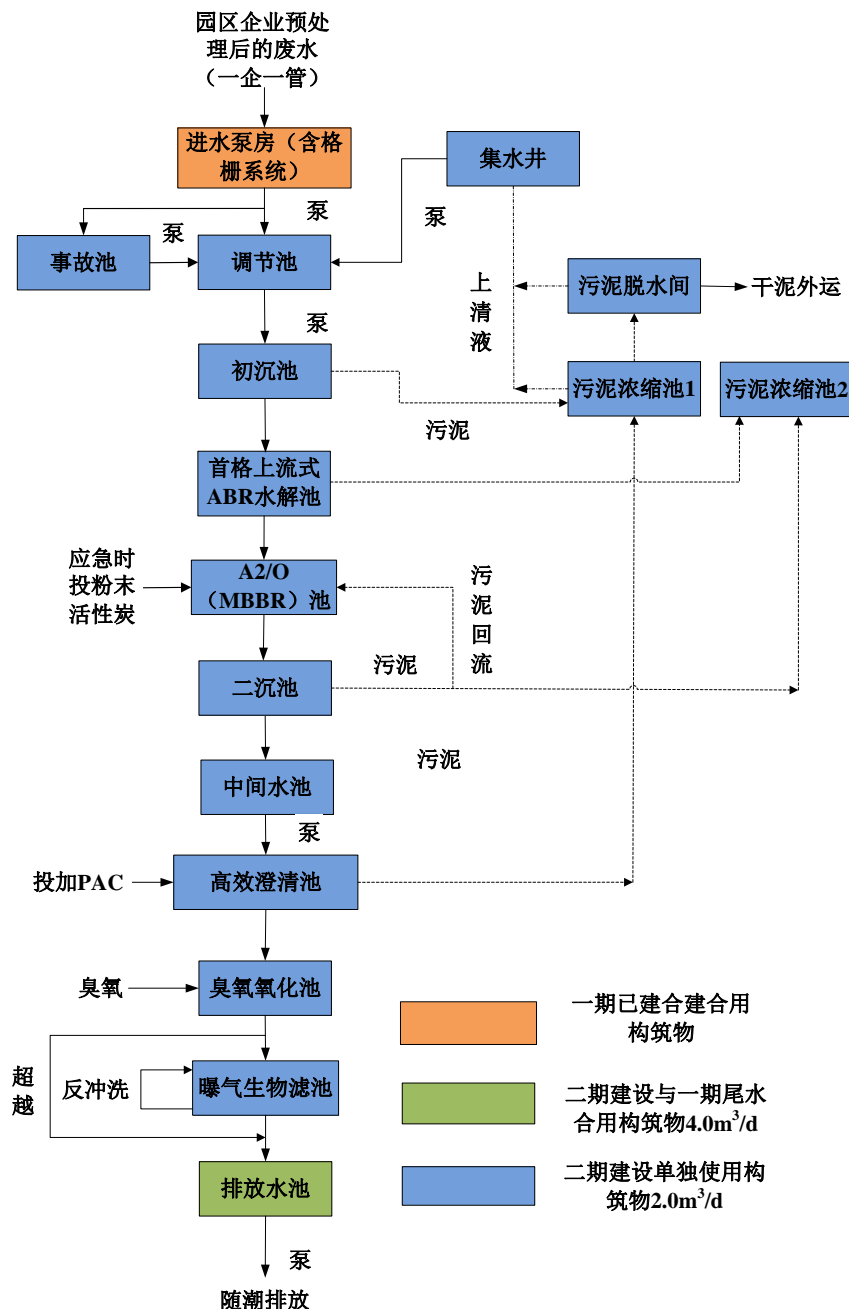 园区企业预处
理后的废水
（一企一管）
进水泵房（含格
栅系统）
集水井
泵
泵
泵
事故池
调节池
上
清
液
污泥脱水间
干泥外运
泵
初沉池
污泥浓缩池1
污泥浓缩池2
污泥
首格上流式
ABR水解池
应急时
投粉末
活性炭
A2/O
（MBBR）池
污
泥
回
流
污泥
二沉池
污泥
中间水池
泵
投加PAC
高效澄清池
臭氧
臭氧氧化池
一期已建合建合用
构筑物
超
越
反冲洗
曝气生物滤池
二期建设与一期尾水
合用构筑物4.0m³/d
排放水池
二期建设单独使用构
筑物2.0m³/d
泵
随潮排放